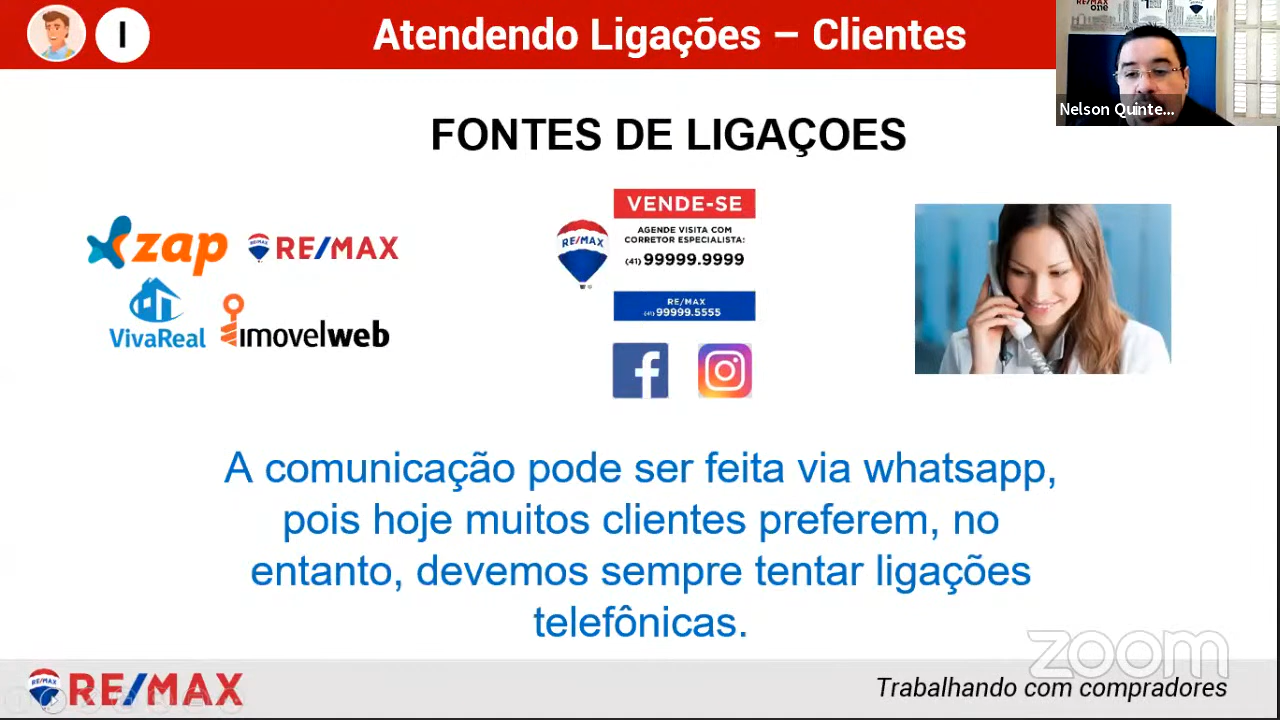 I
Atendendo Ligações – Clientes
RE/MAX
Nelson Quinte...
FONTES DE LIGAÇOES
zap
RE/MAX
VivaReal
imovelweb
RE/MAX
VENDE-SE
AGENDE VISITA COM
CORRETOR ESPECIALISTA:
(41) 99999.9999
RE/MAX
(41) 99999.5555
A comunicação pode ser feita via whatsapp,
pois hoje muitos clientes preferem, no
entanto, devemos sempre tentar ligações
telefônicas.
zoom
RE/MAX
Trabalhando com compradores